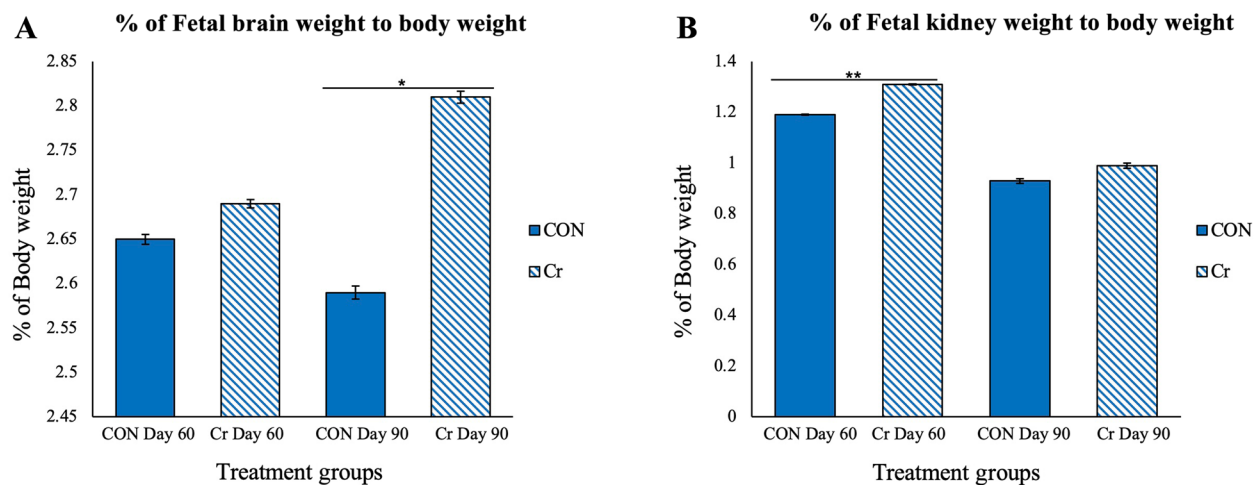 A
% of Fetal brain weight to body weight
2.85
2.8
2.75
2.7
2.65
2.6
2.55
2.5
2.45
% of Body weight
*
CON Day 60 Cr Day 60 CON Day 90 Cr Day 90
Treatment groups
CON
Cr
B
% of Fetal kidney weight to body weight
1.4
1.2
1
0.8
0.6
0.4
0.2
0
% of Body weight
**
CON Day 60 Cr Day 60 CON Day 90 Cr Day 90
Treatment groups
CON
Cr